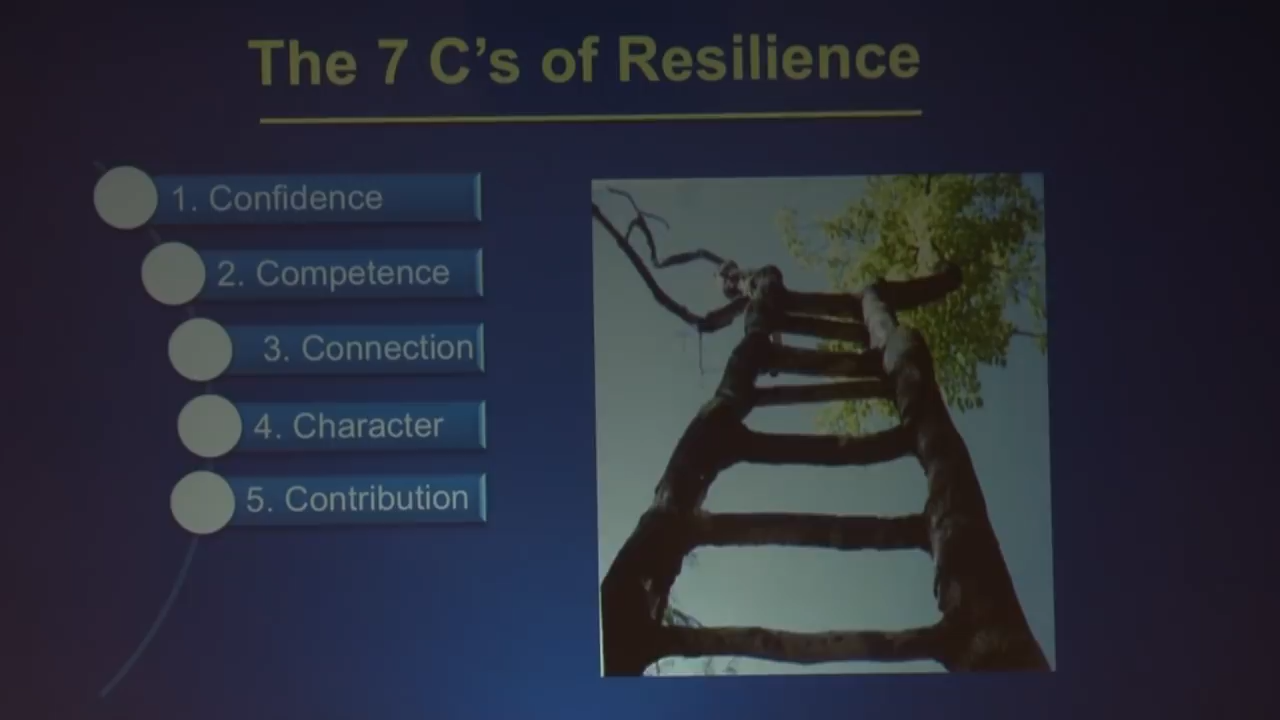 The 7 C's of Resilience
1. Confidence
2. Competence
3. Connection
4. Character
5. Contribution